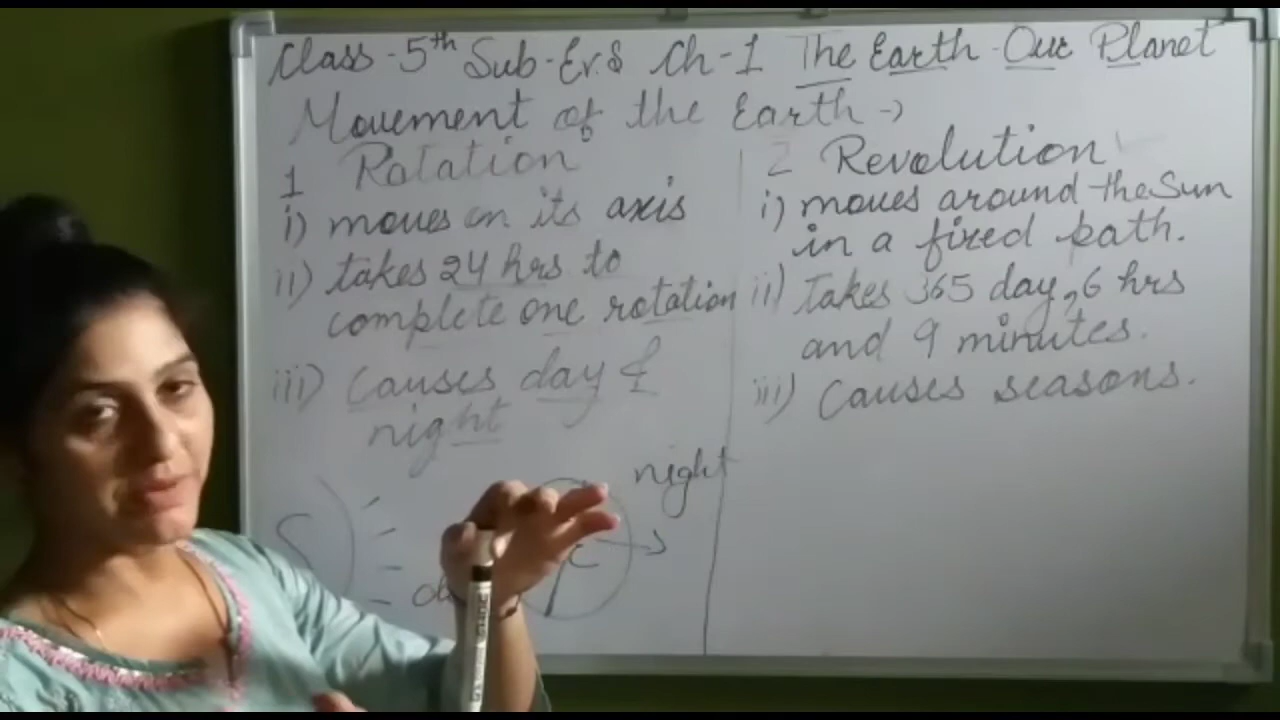 Class-5th Sub-Ev.S Ch-1 The Earth-Our Planet
Movement of the Earth→
1 Rotation
i) moves on its axis
ii) takes 24 hrs to
complete one rotation
iii) causes day &
night
S
night
E
2 Revolution
i) moves around the Sun
in a fixed path.
ii) Takes 365 day, 6 hrs
and 9 minutes.
iii) Causes seasons.